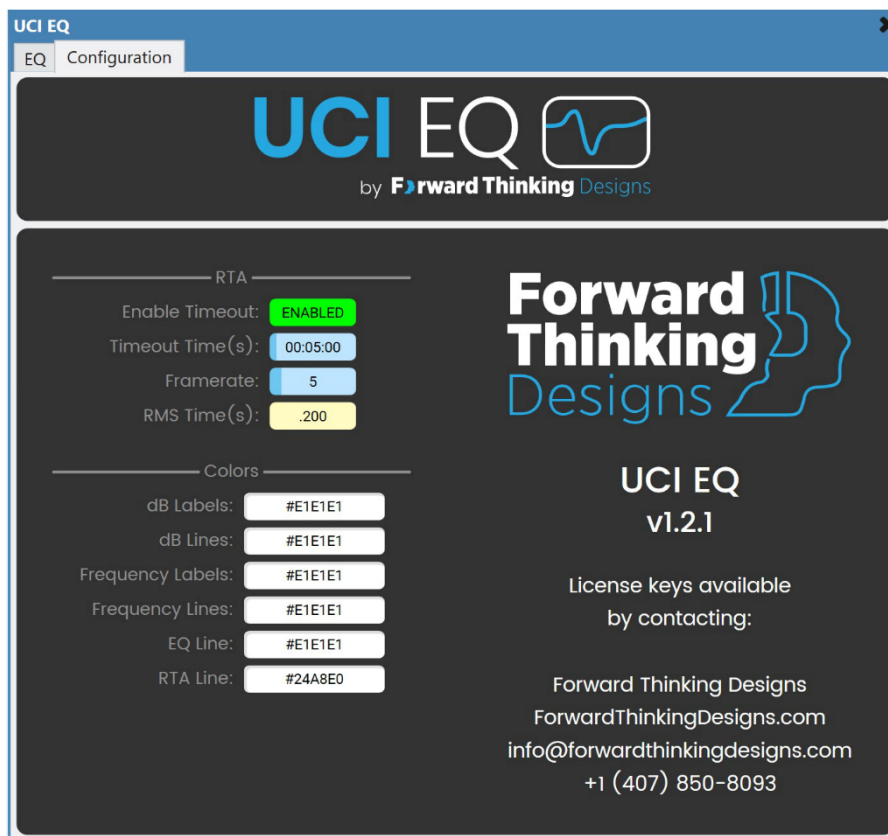 UCI EQ
EQ
Configuration
UCI EQ
by Forward Thinking Designs
RTA
Enable Timeout: ENABLED
Timeout Time(s): 00:05:00
Framerate: 5
RMS Time(s): .200
Colors
dB Labels: #E1E1E1
dB Lines: #E1E1E1
Frequency Labels: #E1E1E1
Frequency Lines: #E1E1E1
EQ Line: #E1E1E1
RTA Line: #24A8E0
Forward
Thinking
Designs
UCI EQ
v1.2.1
License keys available
by contacting:
Forward Thinking Designs
ForwardThinkingDesigns.com
info@forwardthinkingdesigns.com
+1 (407) 850-8093